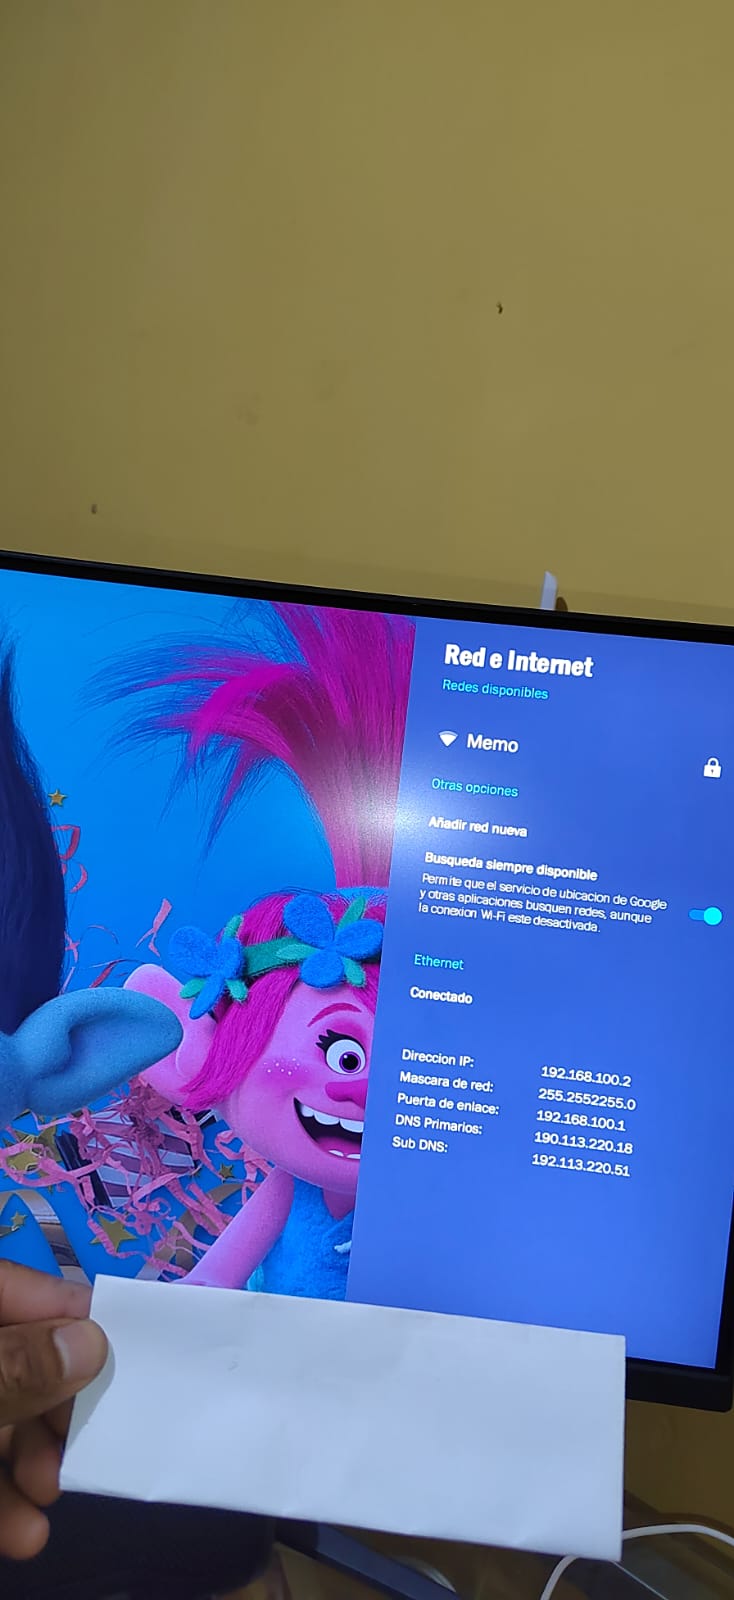 Red e Internet
Redes disponibles
Memo
Otras opciones
Añadir red nueva
Busqueda siempre disponible
Permite que el servicio de ubicacion de Google
y otras aplicaciones busquen redes, aunque
la conexion Wi-Fi este desactivada.
Ethernet
Conectado
Direccion IP: 192.168.100.2
Mascara de red: 255.2552255.0
Puerta de enlace: 192.168.100.1
DNS Primarios: 190.113.220.18
Sub DNS: 192.113.220.51